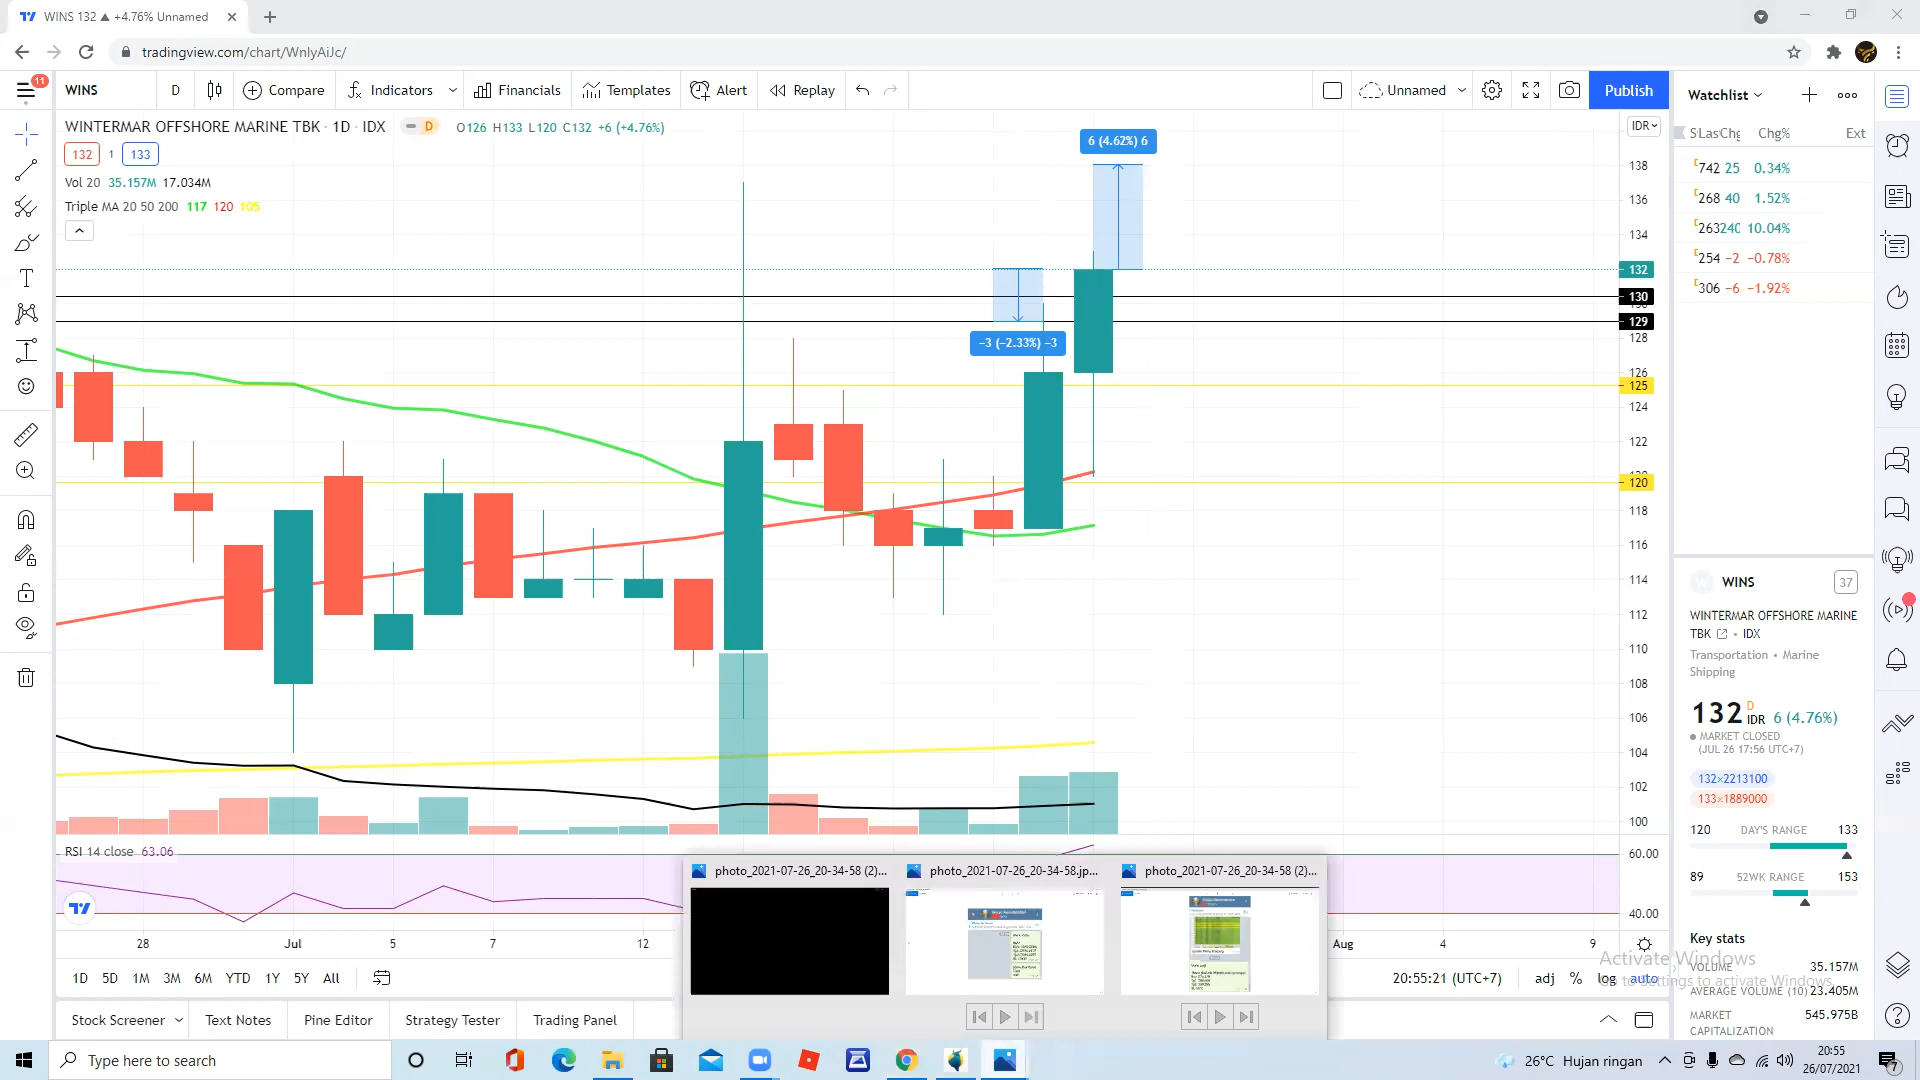 WINS 132 ▲ +4.76% Unnamed
tradingview.com/chart/WnlyAiJc/
11
WINS
D
Compare
Indicators
Financials
Templates
Alert
Replay
Unnamed
Publish
WINTERMAR OFFSHORE MARINE TBK · 1D · IDX
D
O126 H133 L120 C132 +6 (+4.76%)
132 1 133
Vol 20 35.157M 17.034M
Triple MA 20 50 200 117 120 105
6 (4.62%) 6
−3 (−2.33%) −3
IDR
138
136
134
132
130
129
128
126
125
124
122
120
118
116
114
112
110
108
106
104
102
100
RSI 14 close 63.06
60.00
40.00
28 Jul 5 7 12 Aug 4 9
photo_2021-07-26_20-34-58 (2)...
photo_2021-07-26_20-34-58.jp...
photo_2021-07-26_20-34-58 (2)...
1D 5D 1M 3M 6M YTD 1Y 5Y All
20:55:21 (UTC+7) adj % log auto
Stock Screener
Text Notes
Pine Editor
Strategy Tester
Trading Panel
Watchlist
Chg% Ext
742 25 0.34%
268 40 1.52%
263 240 10.04%
254 −2 −0.78%
306 −6 −1.92%
WINS 37
WINTERMAR OFFSHORE MARINE
TBK · IDX
Transportation • Marine
Shipping
132 D IDR 6 (4.76%)
MARKET CLOSED
(JUL 26 17:56 UTC+7)
132×2213100
133×1889000
120 DAY'S RANGE 133
89 52WK RANGE 153
Key stats
VOLUME 35.157M
AVERAGE VOLUME (10) 23.405M
MARKET 545.975B
CAPITALIZATION
Activate Windows
Go to Settings to activate Windows.
Type here to search
26°C Hujan ringan
20:55
26/07/2021
7